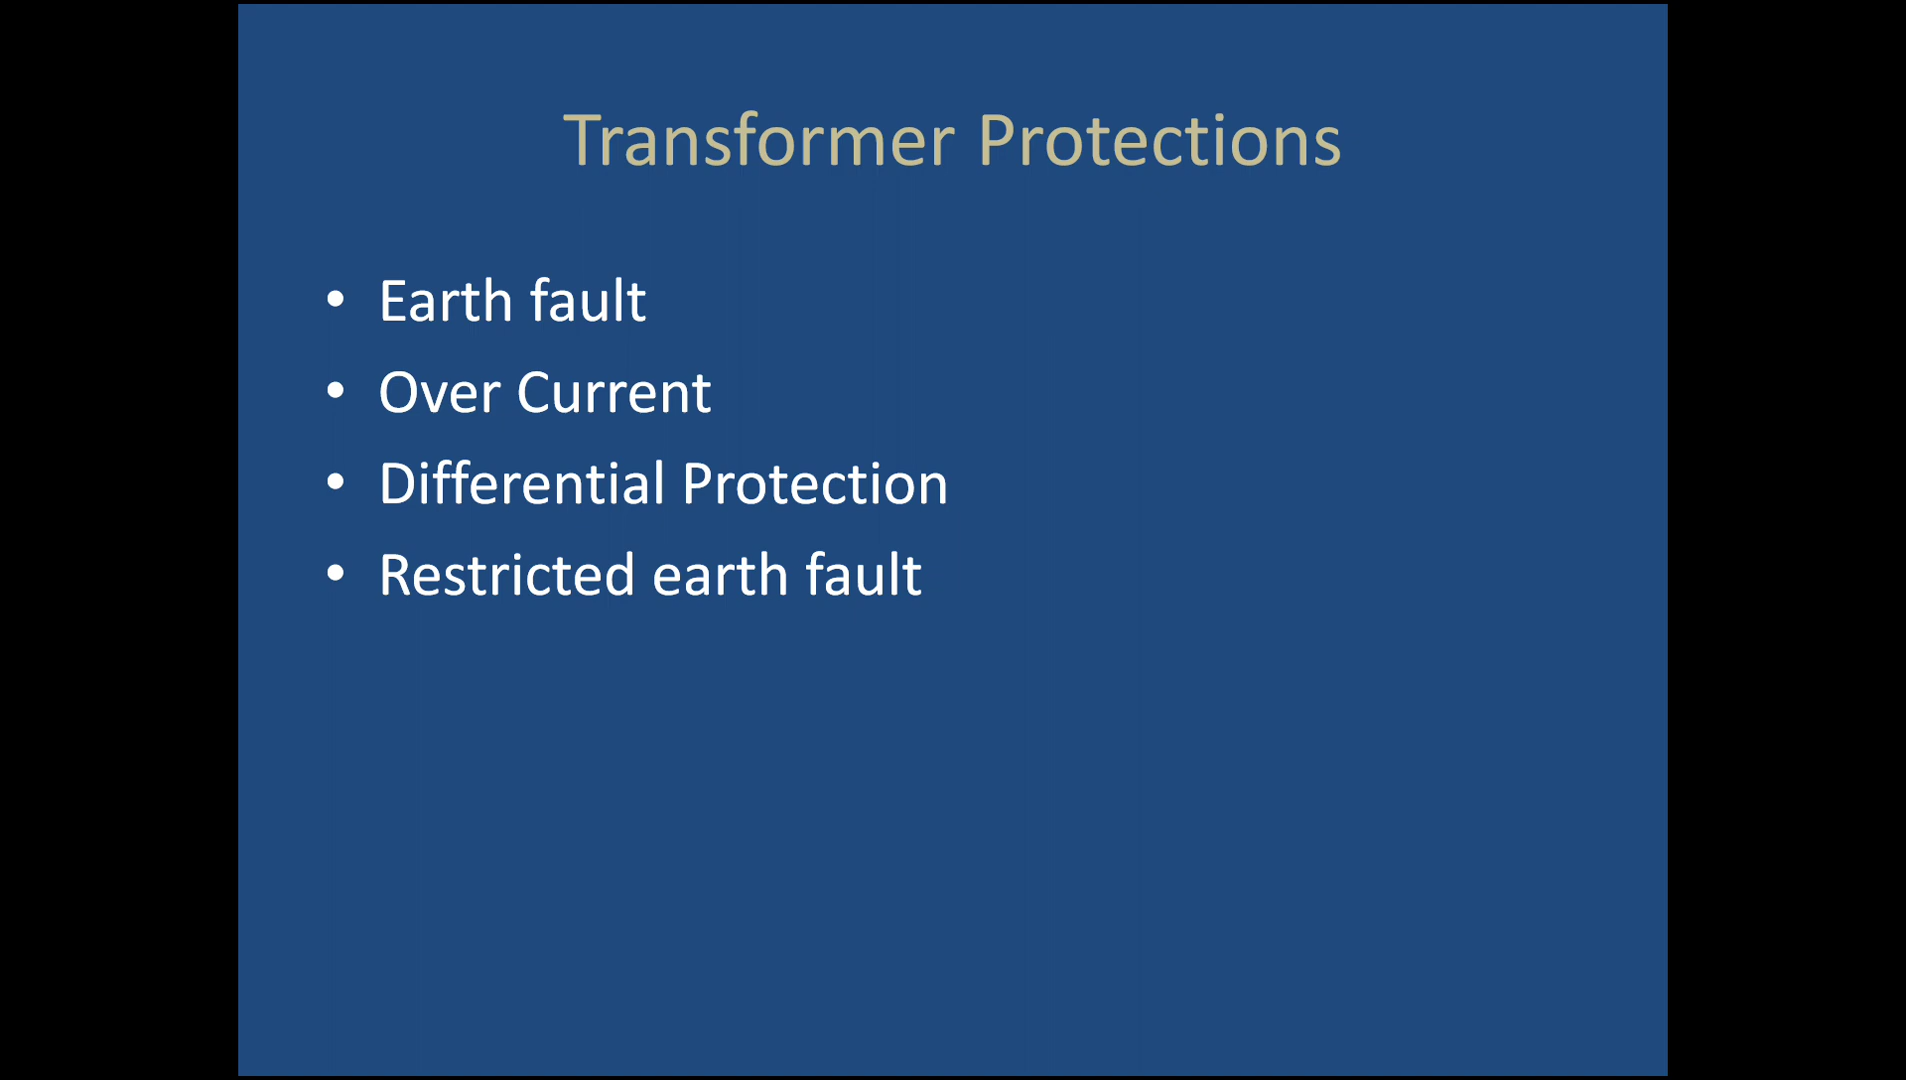 Transformer Protections
• Earth fault
• Over Current
• Differential Protection
• Restricted earth fault